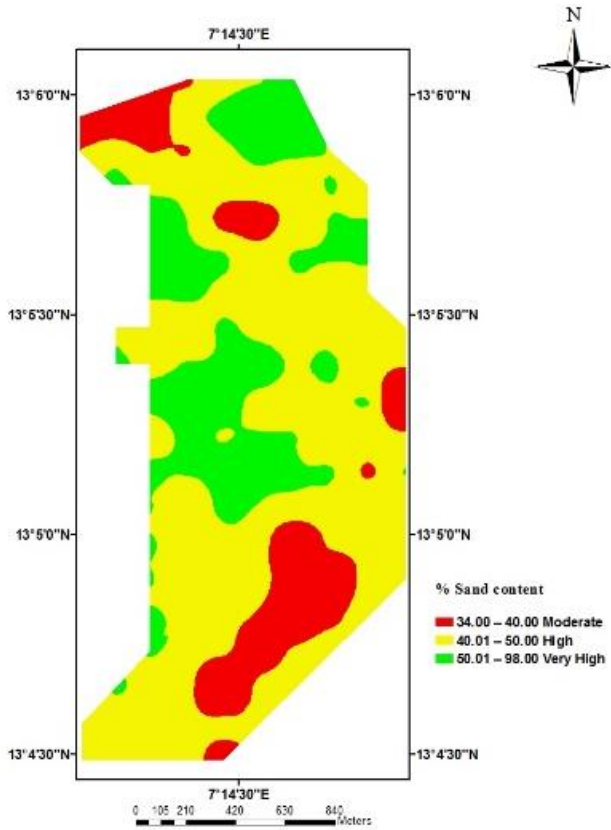 N
7°14'30"E
13°6'0"N
13°6'0"N
13°5'30"N
13°5'30"N
13°5'0"N
13°5'0"N
% Sand content
34.00 – 40.00 Moderate
40.01 – 50.00 High
50.01 – 98.00 Very High
13°4'30"N
13°4'30"N
7°14'30"E
0 105 210 420 630 840
Meters